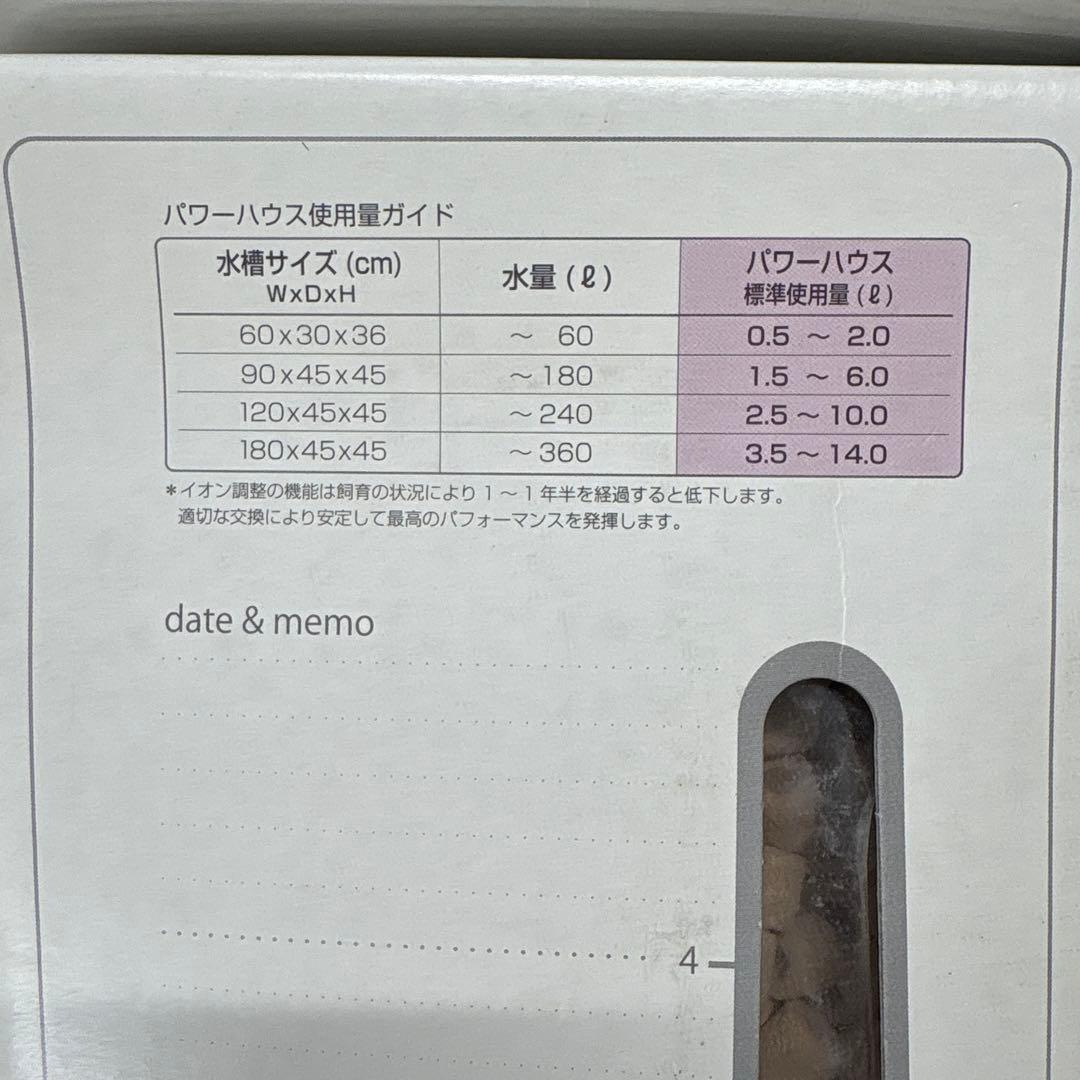 パワーハウス使用量ガイド
水槽サイズ (cm) 水量 (ℓ) パワーハウス
WxDxH 標準使用量 (ℓ)
60x30x36 ～ 60 0.5 ～ 2.0
90x45x45 ～180 1.5 ～ 6.0
120x45x45 ～240 2.5～10.0
180x45x45 ～360 3.5～14.0
*イオン調整の機能は飼育の状況により 1 ～ 1 年半を経過すると低下します。
適切な交換により安定して最高のパフォーマンスを発揮します。
date & memo
4